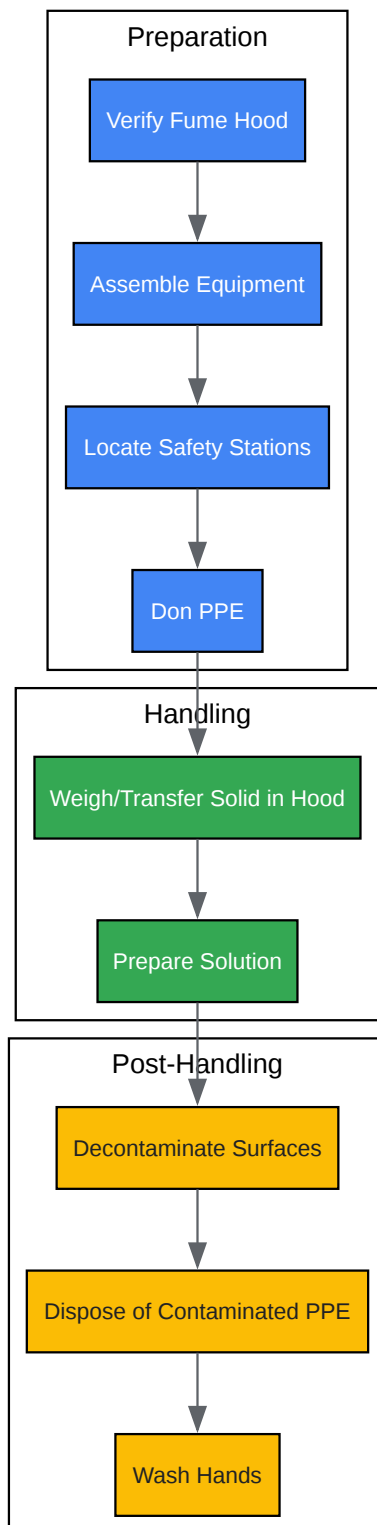 Preparation
Verify Fume Hood
Assemble Equipment
Locate Safety Stations
Don PPE
Handling
Weigh/Transfer Solid in Hood
Prepare Solution
Post-Handling
Decontaminate Surfaces
Dispose of Contaminated PPE
Wash Hands